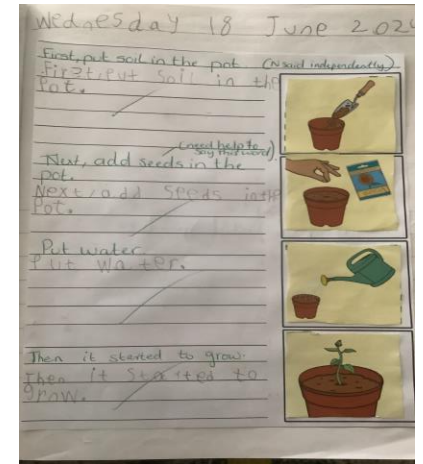 Wednesday 18 June 2024
First, put soil in the pot. (N said independently).
First, put soil in the
Pot.
(need help to
say that word)
Next, add seeds in the
pot.
Next, add seeds in the
Pot.
Put water.
Put water.
Then it started to grow.
Then it started to
grow.